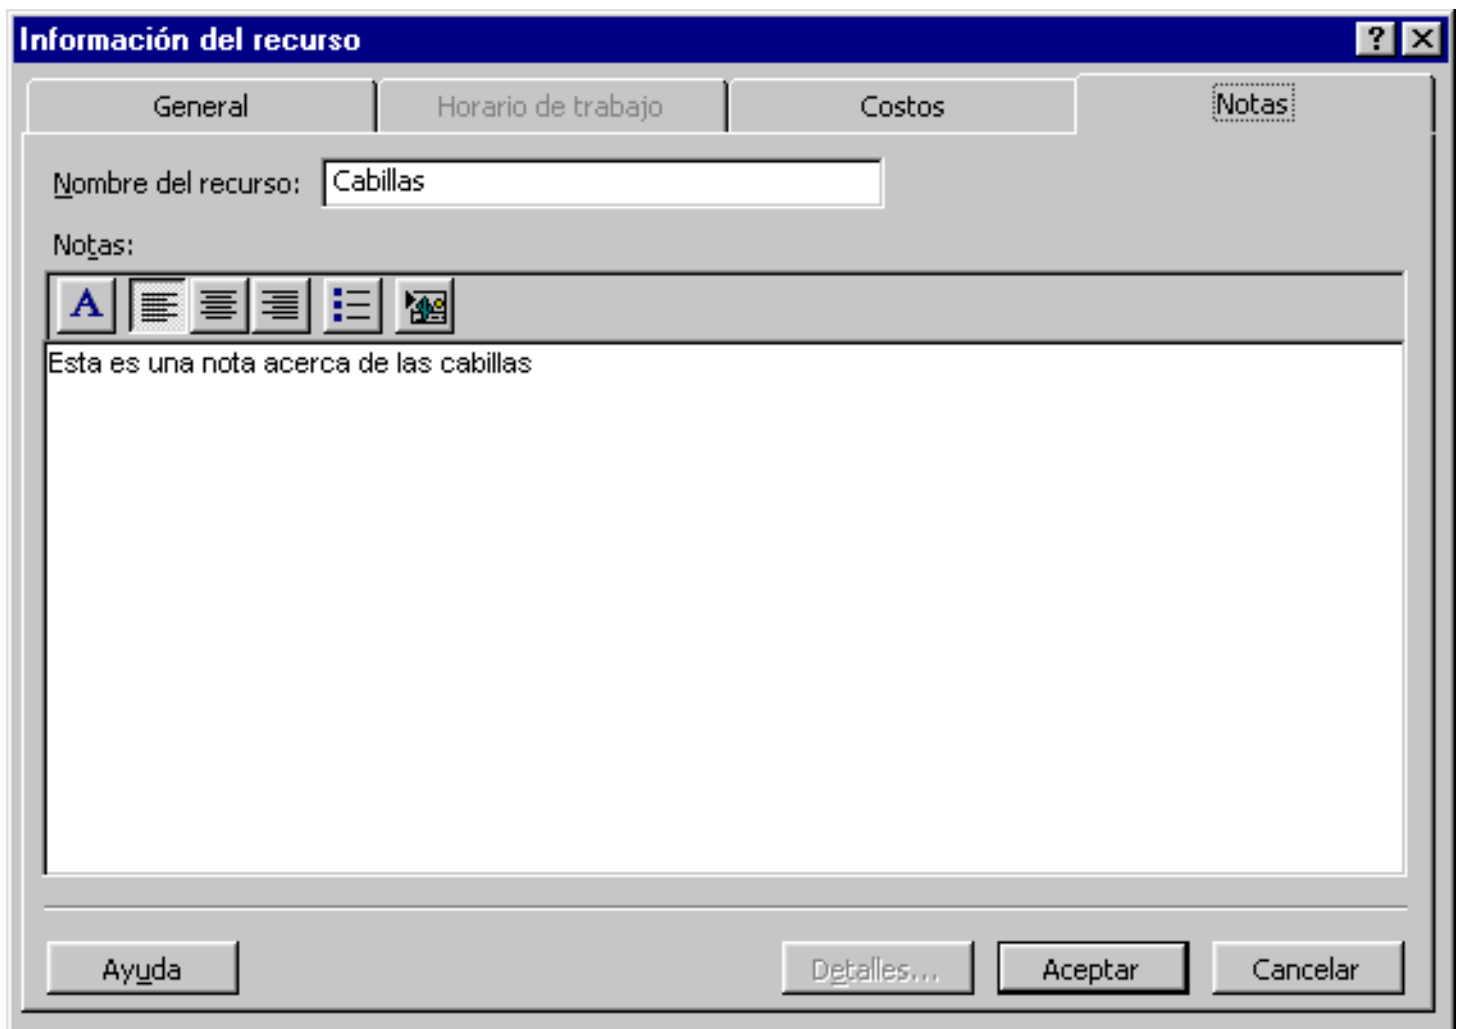 Información del recurso
General Horario de trabajo Costos Notas
Nombre del recurso: Cabillas
Notas:
A
Esta es una nota acerca de las cabillas
Ayuda Detalles... Aceptar Cancelar